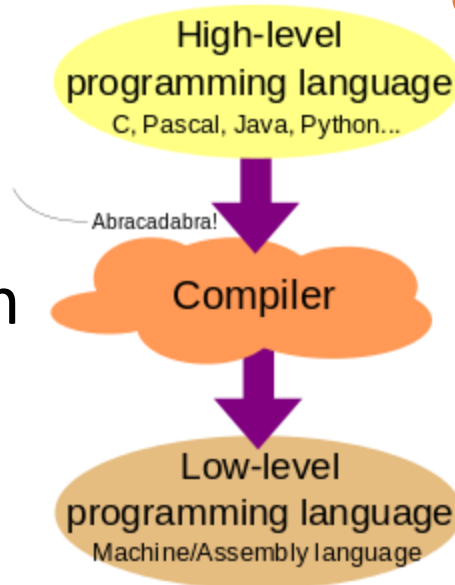 High-level
programming language
C, Pascal, Java, Python...
Abracadabra!
Compiler
Low-level
programming language
Machine/Assembly language